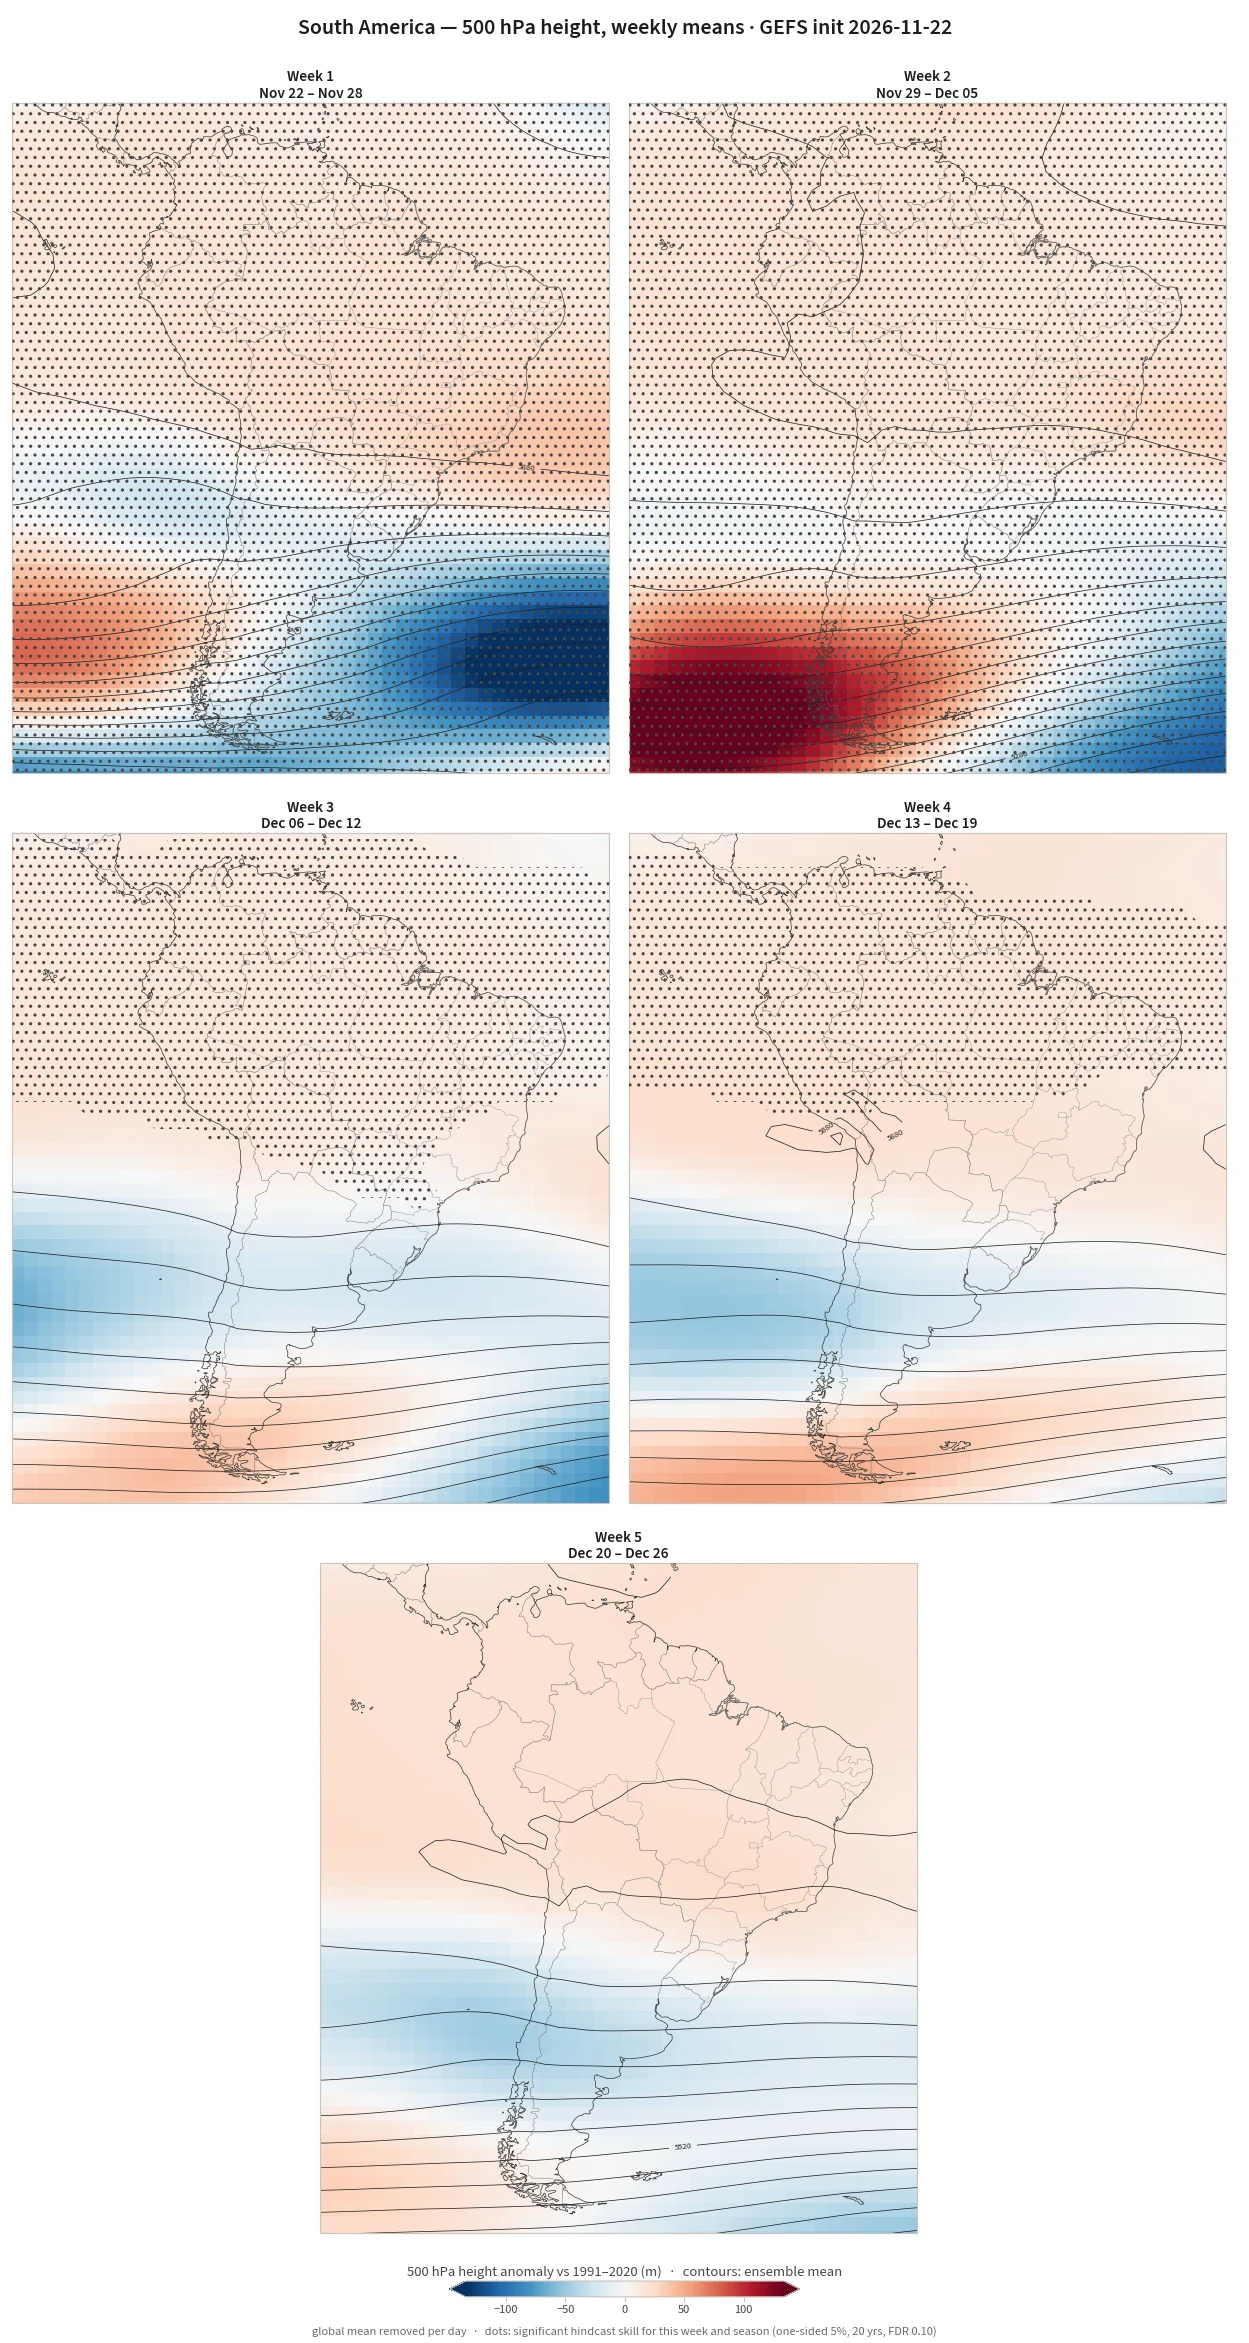 South America — 500 hPa height, weekly means · GEFS init 2026-11-22
Week 1
Nov 22 – Nov 28
Week 2
Nov 29 – Dec 05
5880
5280
Week 3
Dec 06 – Dec 12
Week 4
Dec 13 – Dec 19
5880
5880
Week 5
Dec 20 – Dec 26
5520
500 hPa height anomaly vs 1991–2020 (m) · contours: ensemble mean
−100 −50 0 50 100
global mean removed per day · dots: significant hindcast skill for this week and season (one-sided 5%, 20 yrs, FDR 0.10)